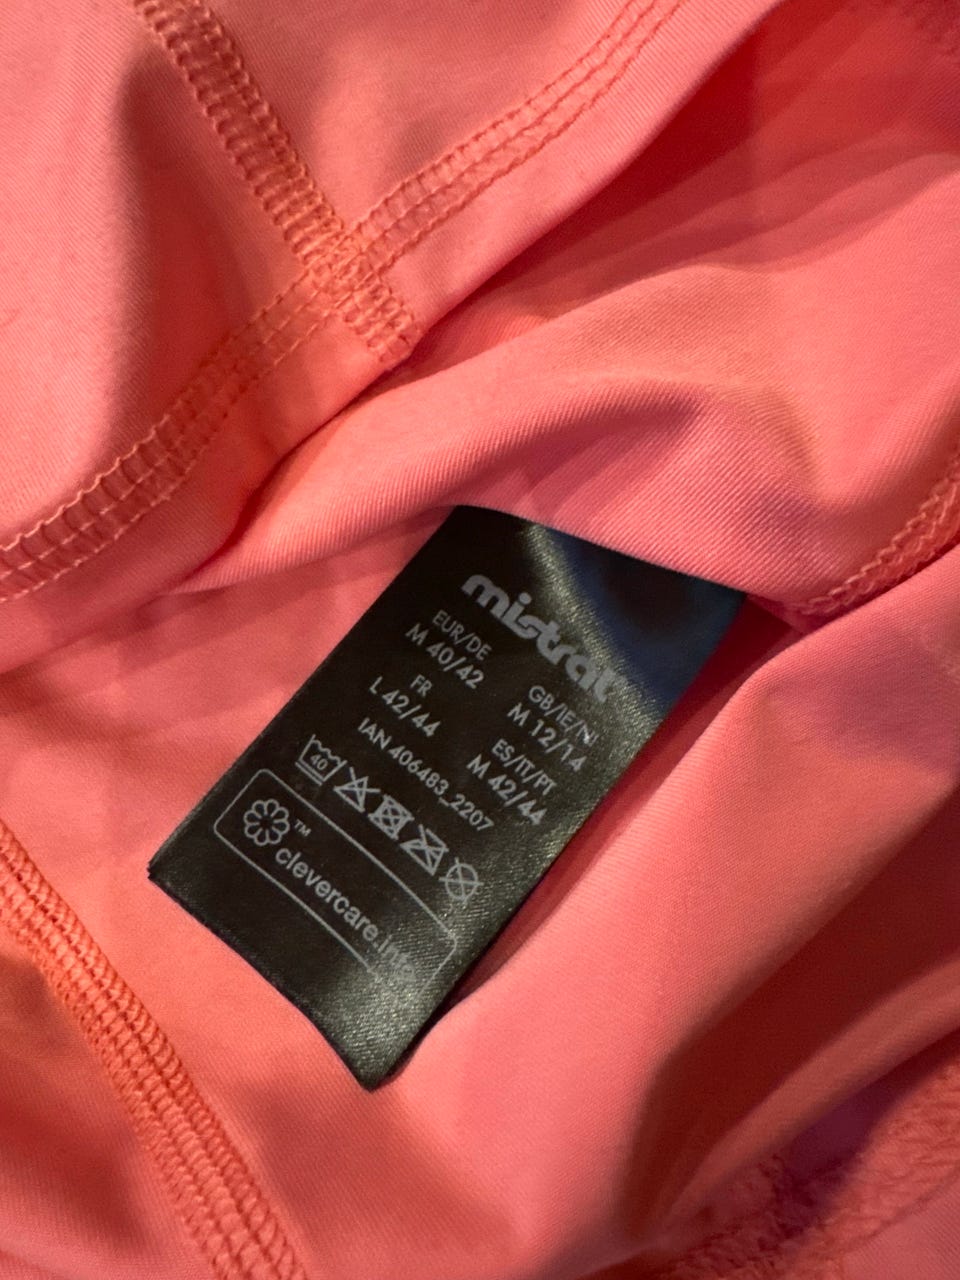 mistral
EUR/DE
M 40/42
GB/IE/NI
M 12/14
FR
L 42/44
ES/IT/PT
M 42/44
IAN 406483_2207
40
™
clevercare.info